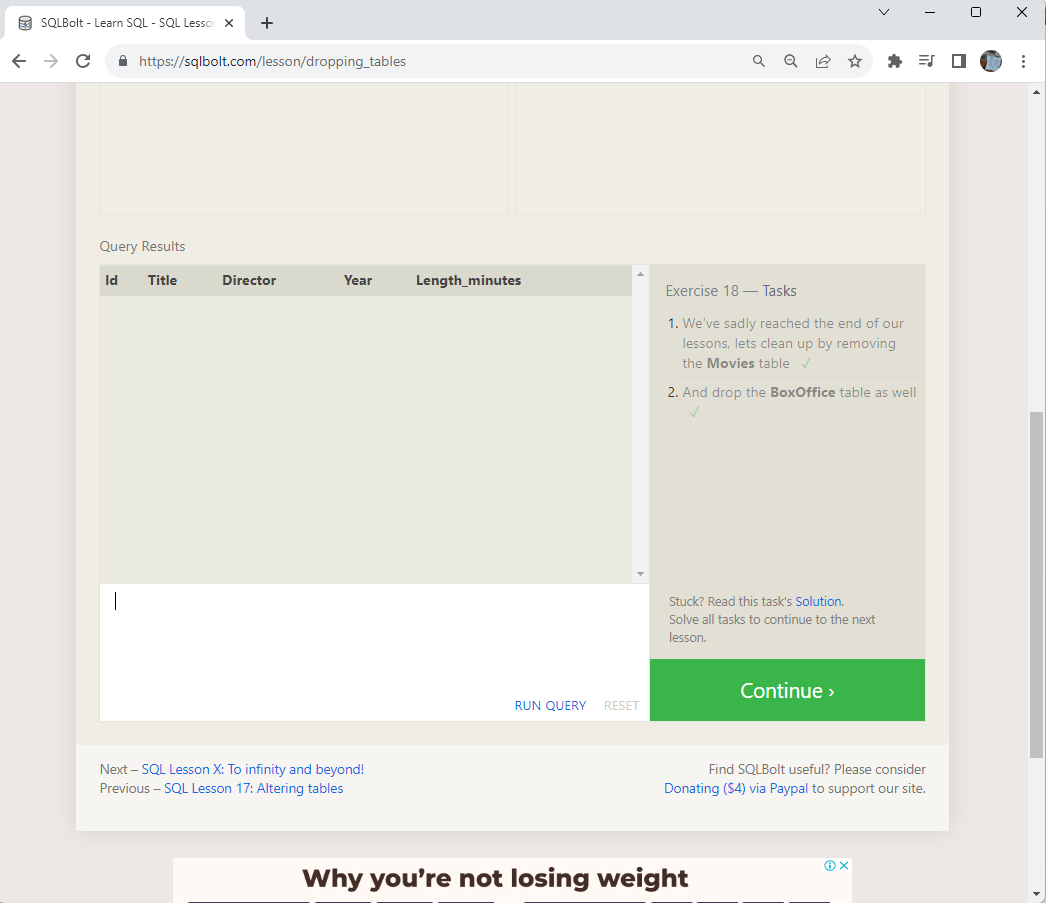 SQLBolt - Learn SQL - SQL Lesson
https://sqlbolt.com/lesson/dropping_tables
Query Results
Id Title Director Year Length_minutes
Exercise 18 — Tasks
1. We've sadly reached the end of our
lessons, lets clean up by removing
the Movies table ✓
2. And drop the BoxOffice table as well
✓
Stuck? Read this task's Solution.
Solve all tasks to continue to the next
lesson.
RUN QUERY RESET
Continue ›
Next – SQL Lesson X: To infinity and beyond!
Previous – SQL Lesson 17: Altering tables
Find SQLBolt useful? Please consider
Donating ($4) via Paypal to support our site.
Why you're not losing weight